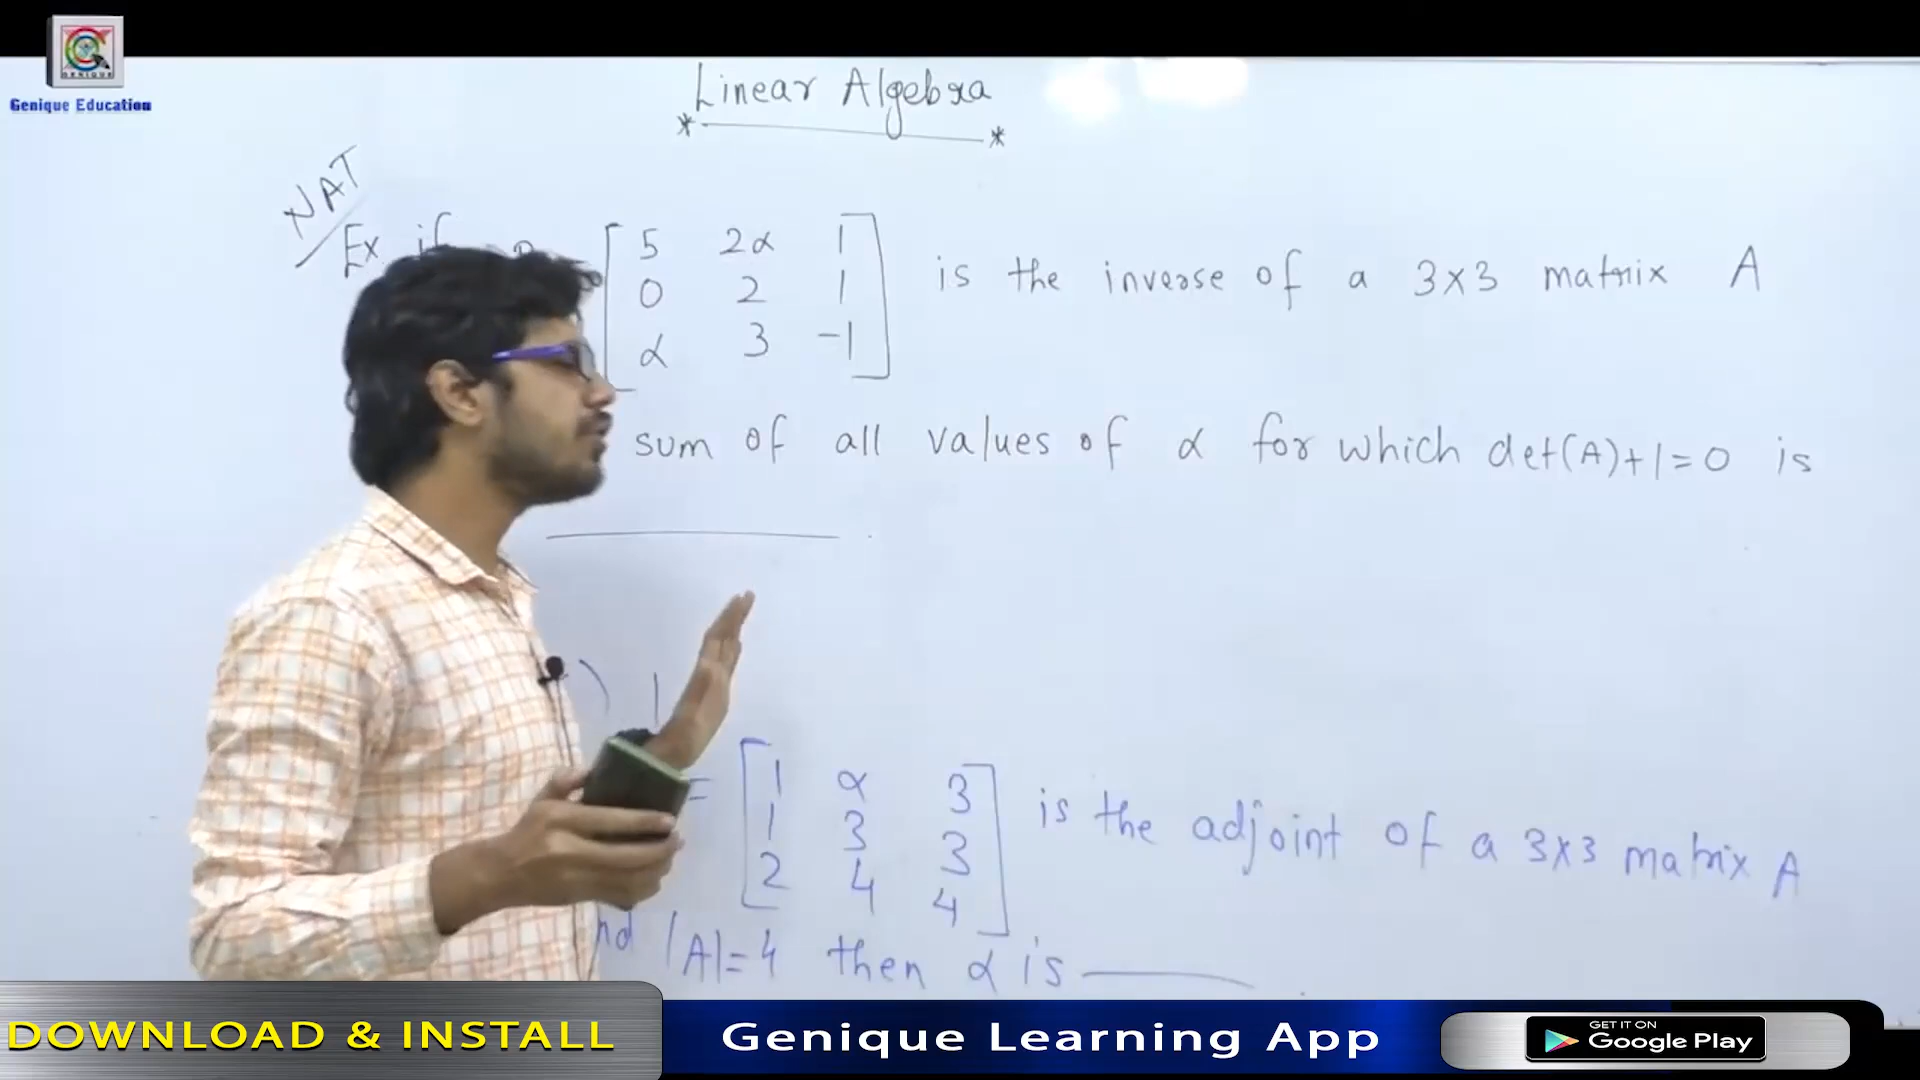 GENIQUE
Genique Education
Linear Algebra
* *
NAT
Ex if
5 2α 1
0 2 1
α 3 -1
is the inverse of a 3x3 matrix A
sum of all values of α for which det(A)+1=0 is
= 1 α 3
1 3 3
2 4 4
is the adjoint of a 3x3 matrix A
nd |A|=4 then α is
DOWNLOAD & INSTALL
Genique Learning App
GET IT ON
Google Play